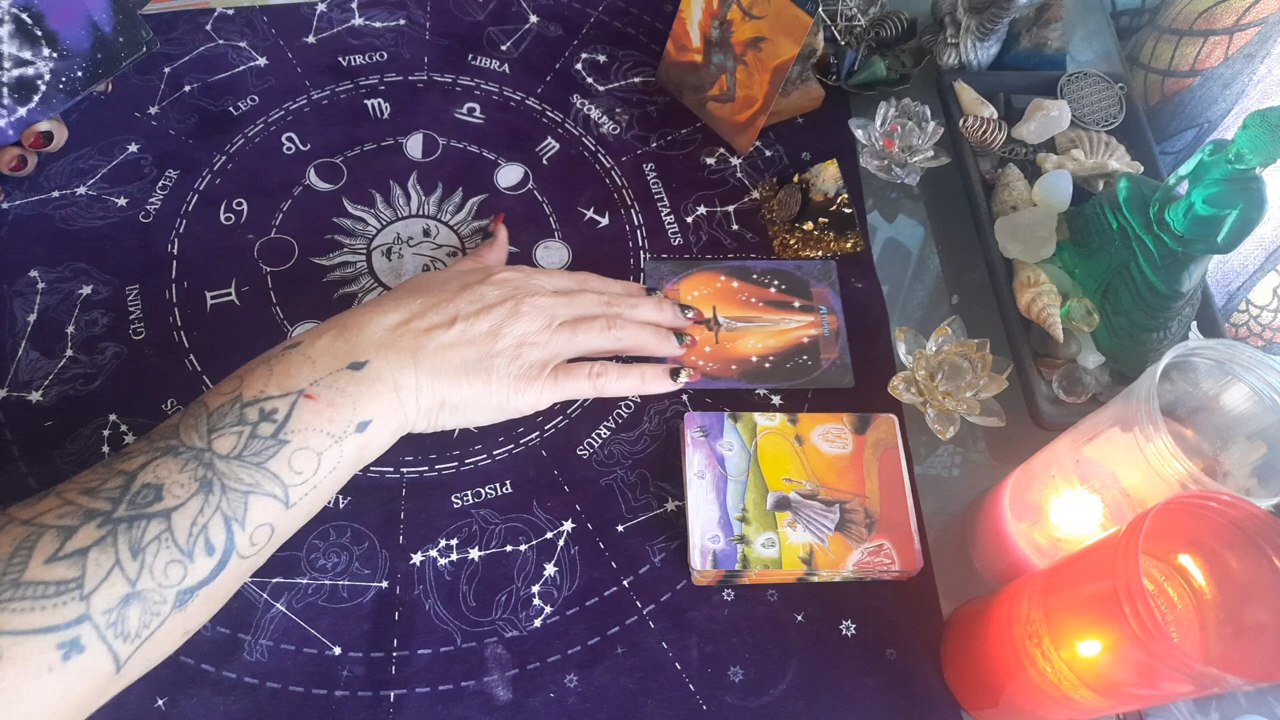 VIRGO
LIBRA
LEO
SCORPIO
CANCER
SAGITTARIUS
GEMINI
AQUARIUS
PISCES